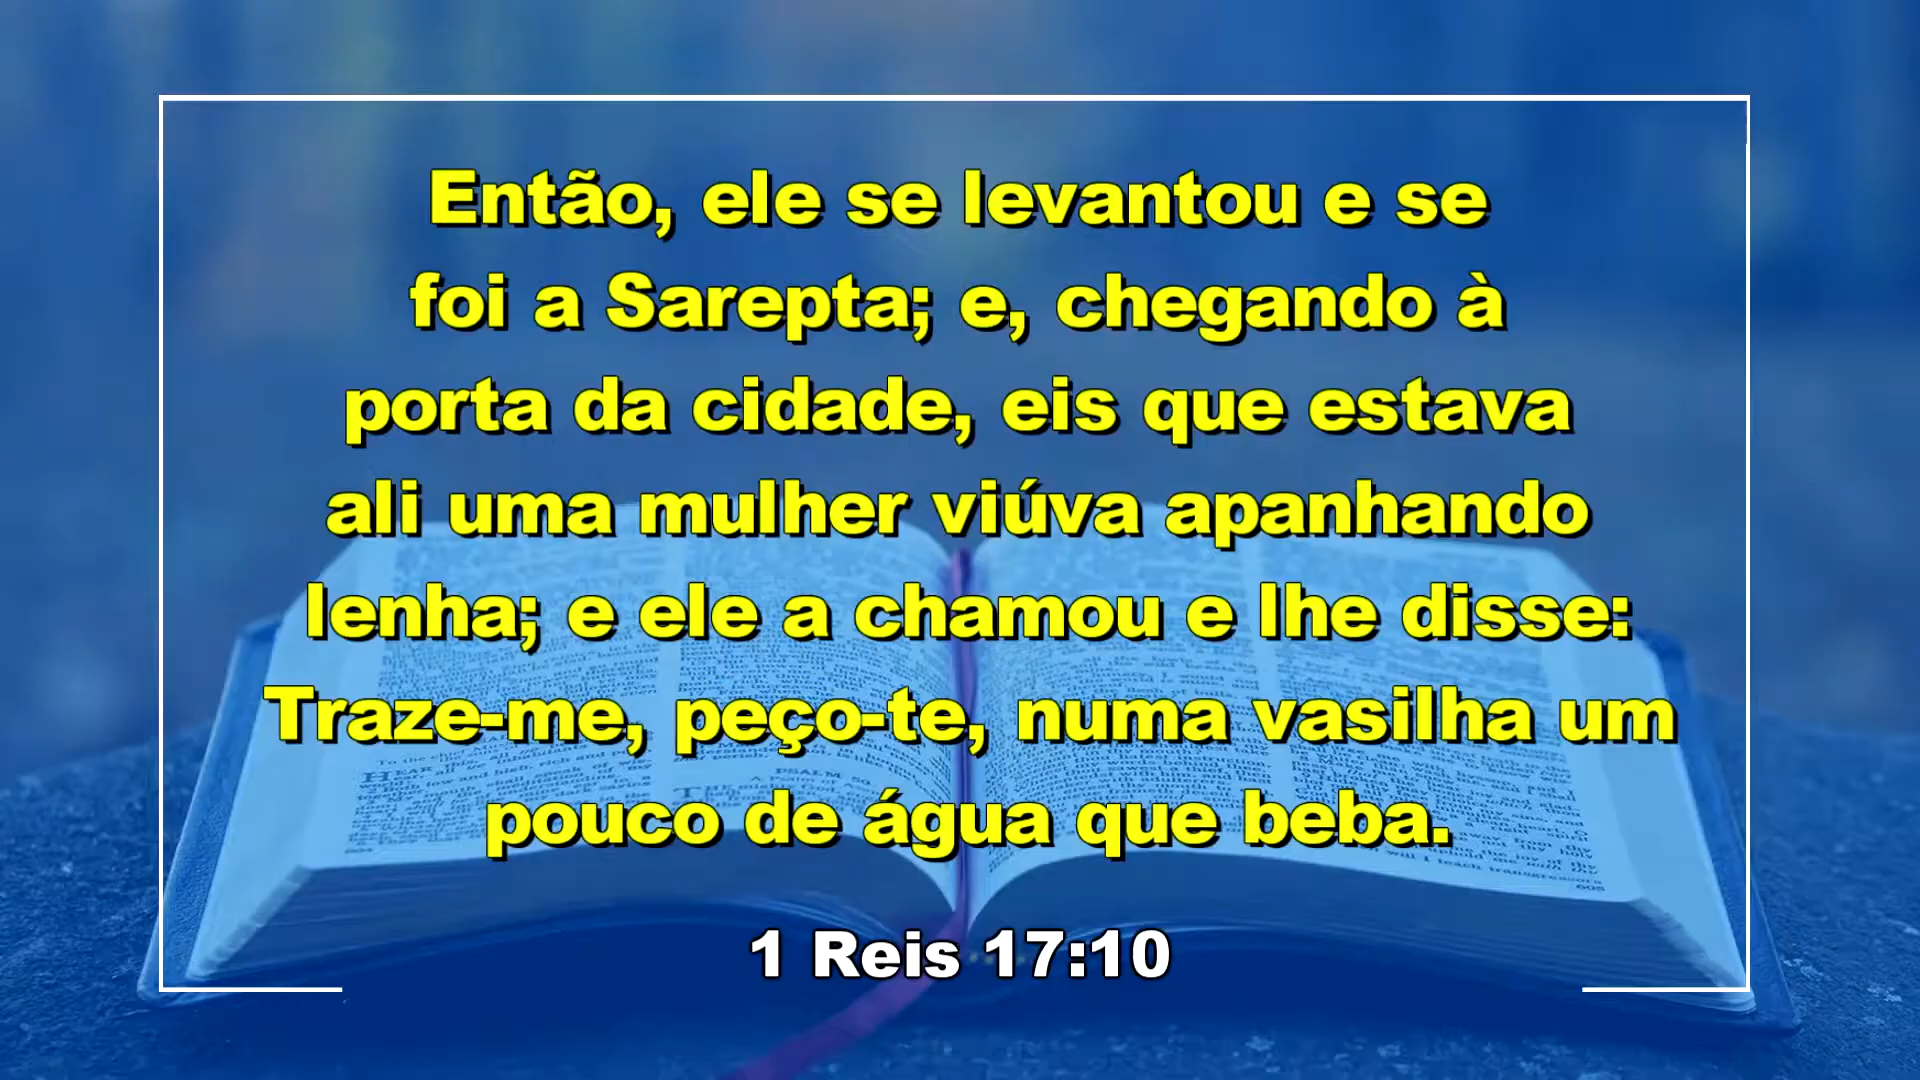 Então, ele se levantou e se
foi a Sarepta; e, chegando à
porta da cidade, eis que estava
ali uma mulher viúva apanhando
lenha; e ele a chamou e lhe disse:
Traze-me, peço-te, numa vasilha um
pouco de água que beba.
1 Reis 17:10